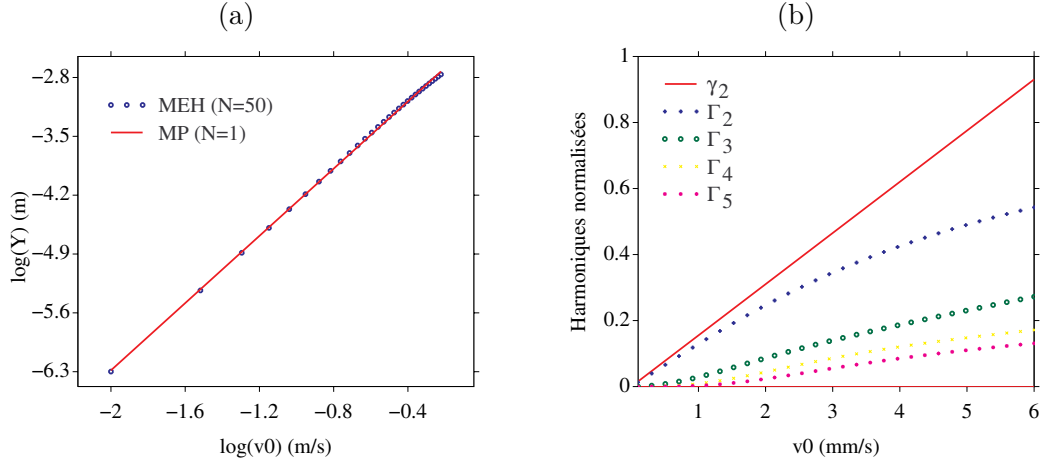 (a)
−2.8
−3.5
−4.2
−4.9
−5.6
−6.3
log(Y) (m)
MEH (N=50)
MP (N=1)
−2
−1.6
−1.2
−0.8
−0.4
log(v0) (m/s)
(b)
1
0.8
0.6
0.4
0.2
0
Harmoniques normalisées
γ2
Γ2
Γ3
Γ4
Γ5
1
2
3
4
5
6
v0 (mm/s)